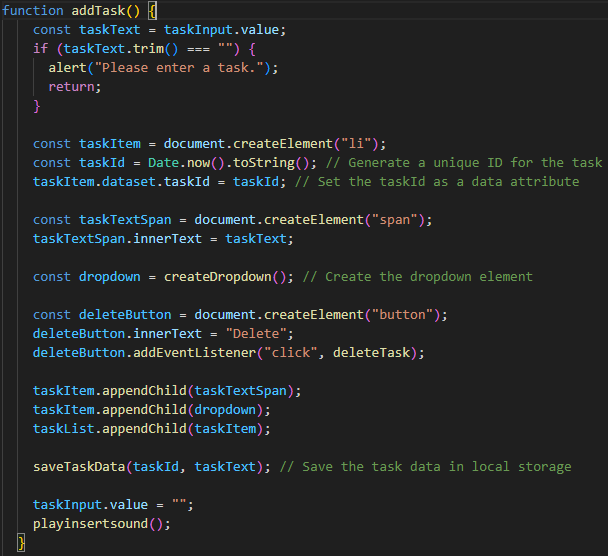 function addTask() {
const taskText = taskInput.value;
if (taskText.trim() === "") {
alert("Please enter a task.");
return;
}
const taskItem = document.createElement("li");
const taskId = Date.now().toString(); // Generate a unique ID for the task
taskItem.dataset.taskId = taskId; // Set the taskId as a data attribute
const taskTextSpan = document.createElement("span");
taskTextSpan.innerText = taskText;
const dropdown = createDropdown(); // Create the dropdown element
const deleteButton = document.createElement("button");
deleteButton.innerText = "Delete";
deleteButton.addEventListener("click", deleteTask);
taskItem.appendChild(taskTextSpan);
taskItem.appendChild(dropdown);
taskList.appendChild(taskItem);
saveTaskData(taskId, taskText); // Save the task data in local storage
taskInput.value = "";
playinsertsound();
}